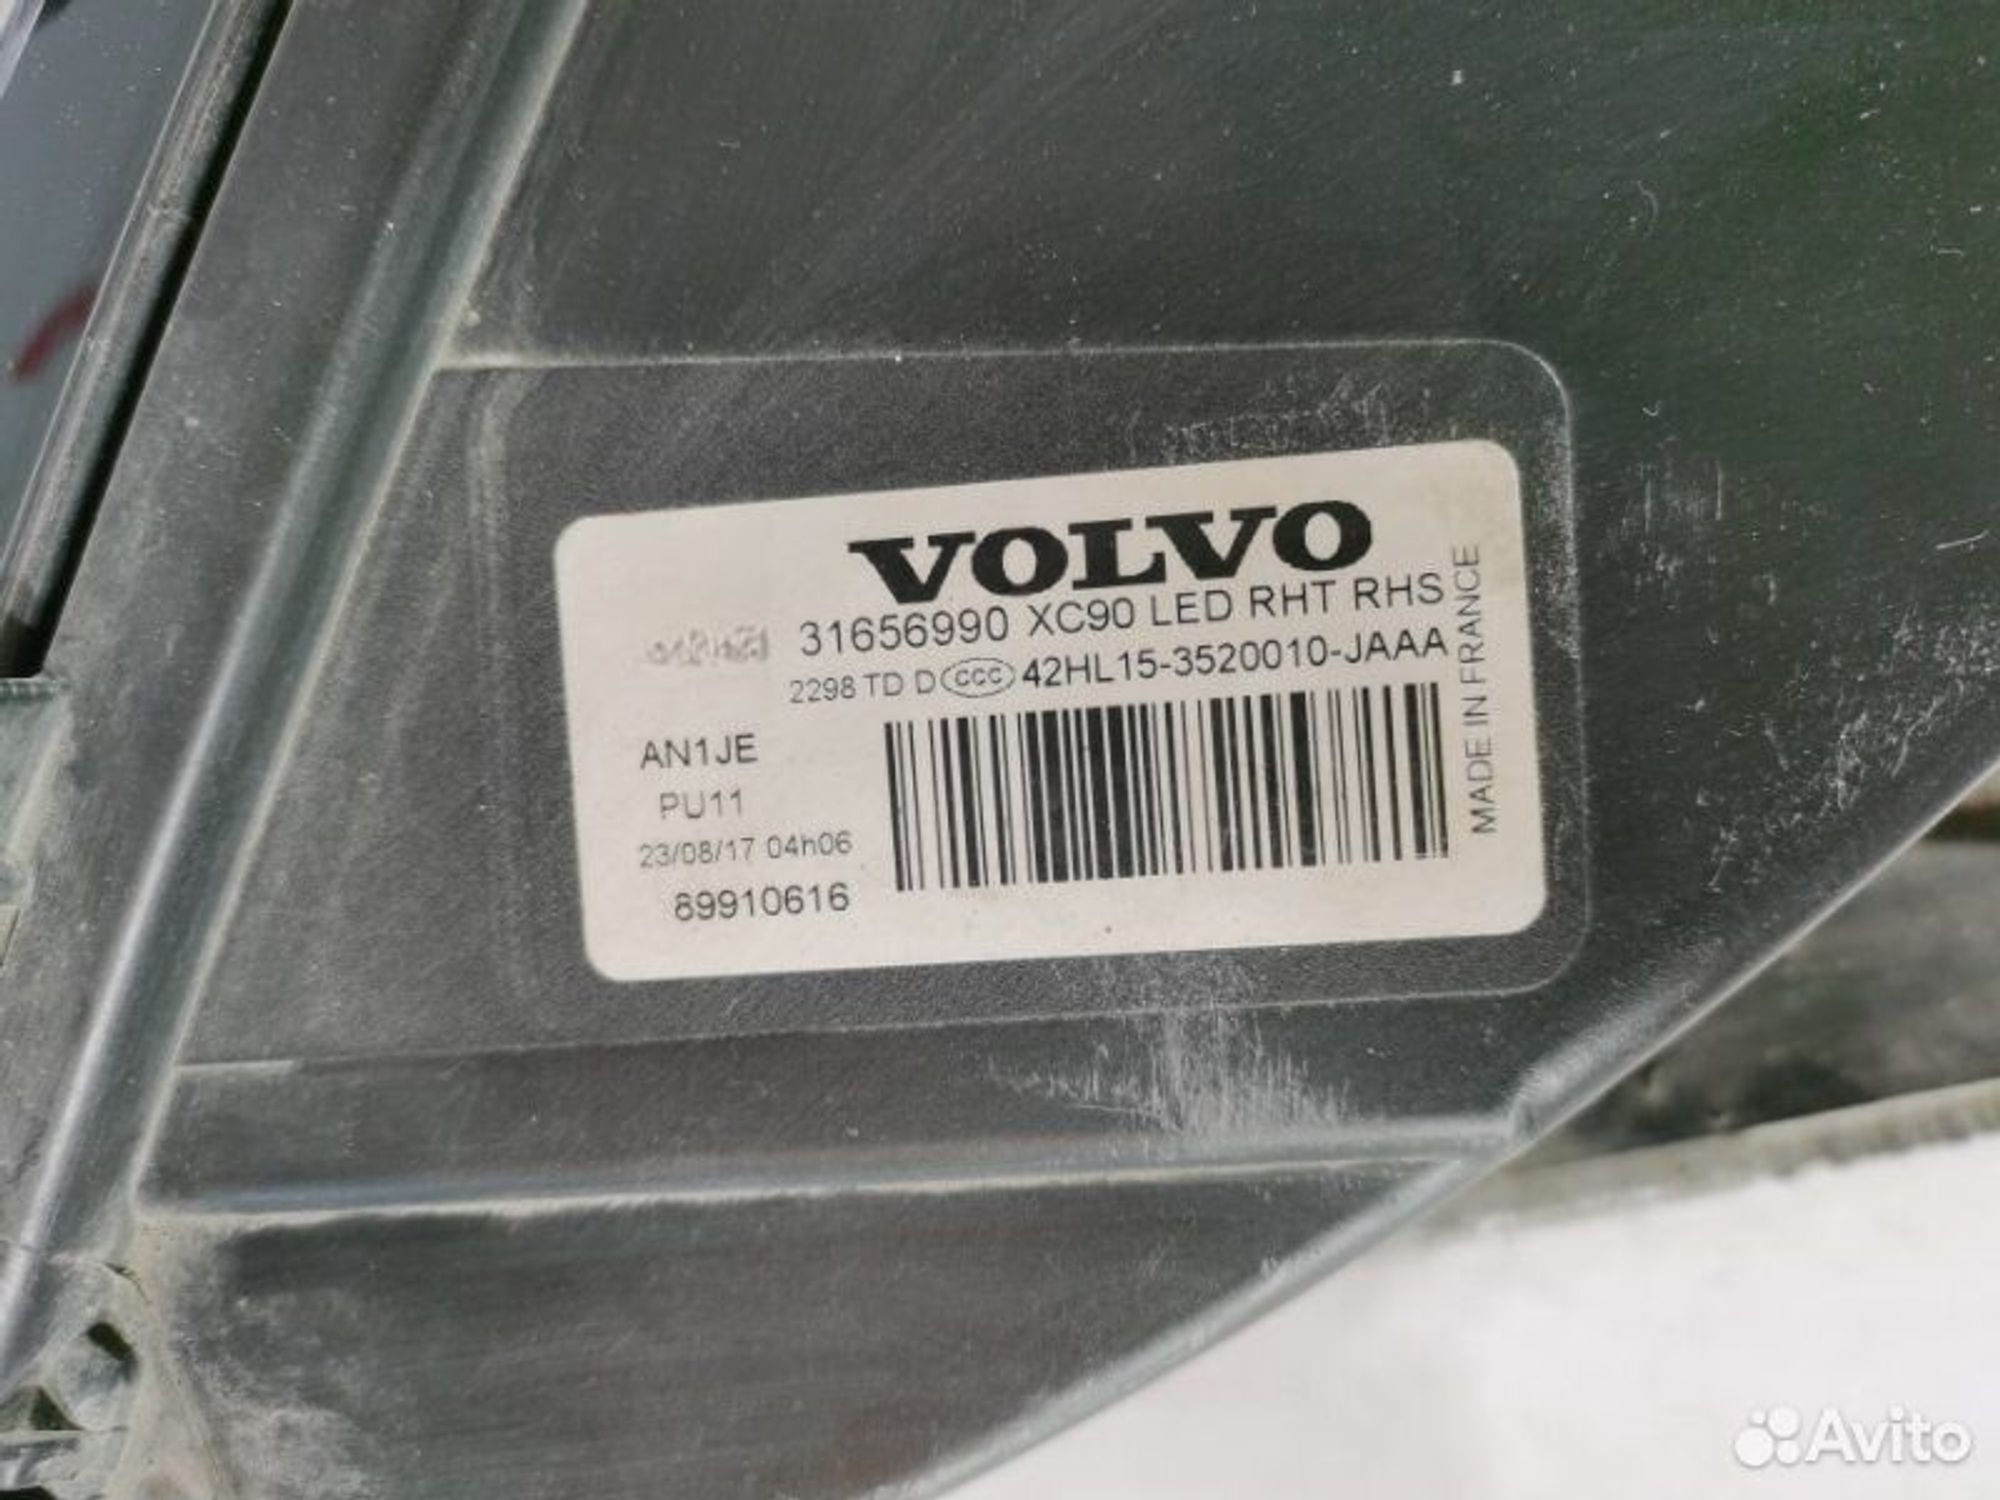 VOLVO
31656990 XC90 LED RHT RHS
2298 TD D CCC 42HL15-3520010-JAAA
AN1JE
PU11
23/08/17 04h06
89910616
MADE IN FRANCE
Avito